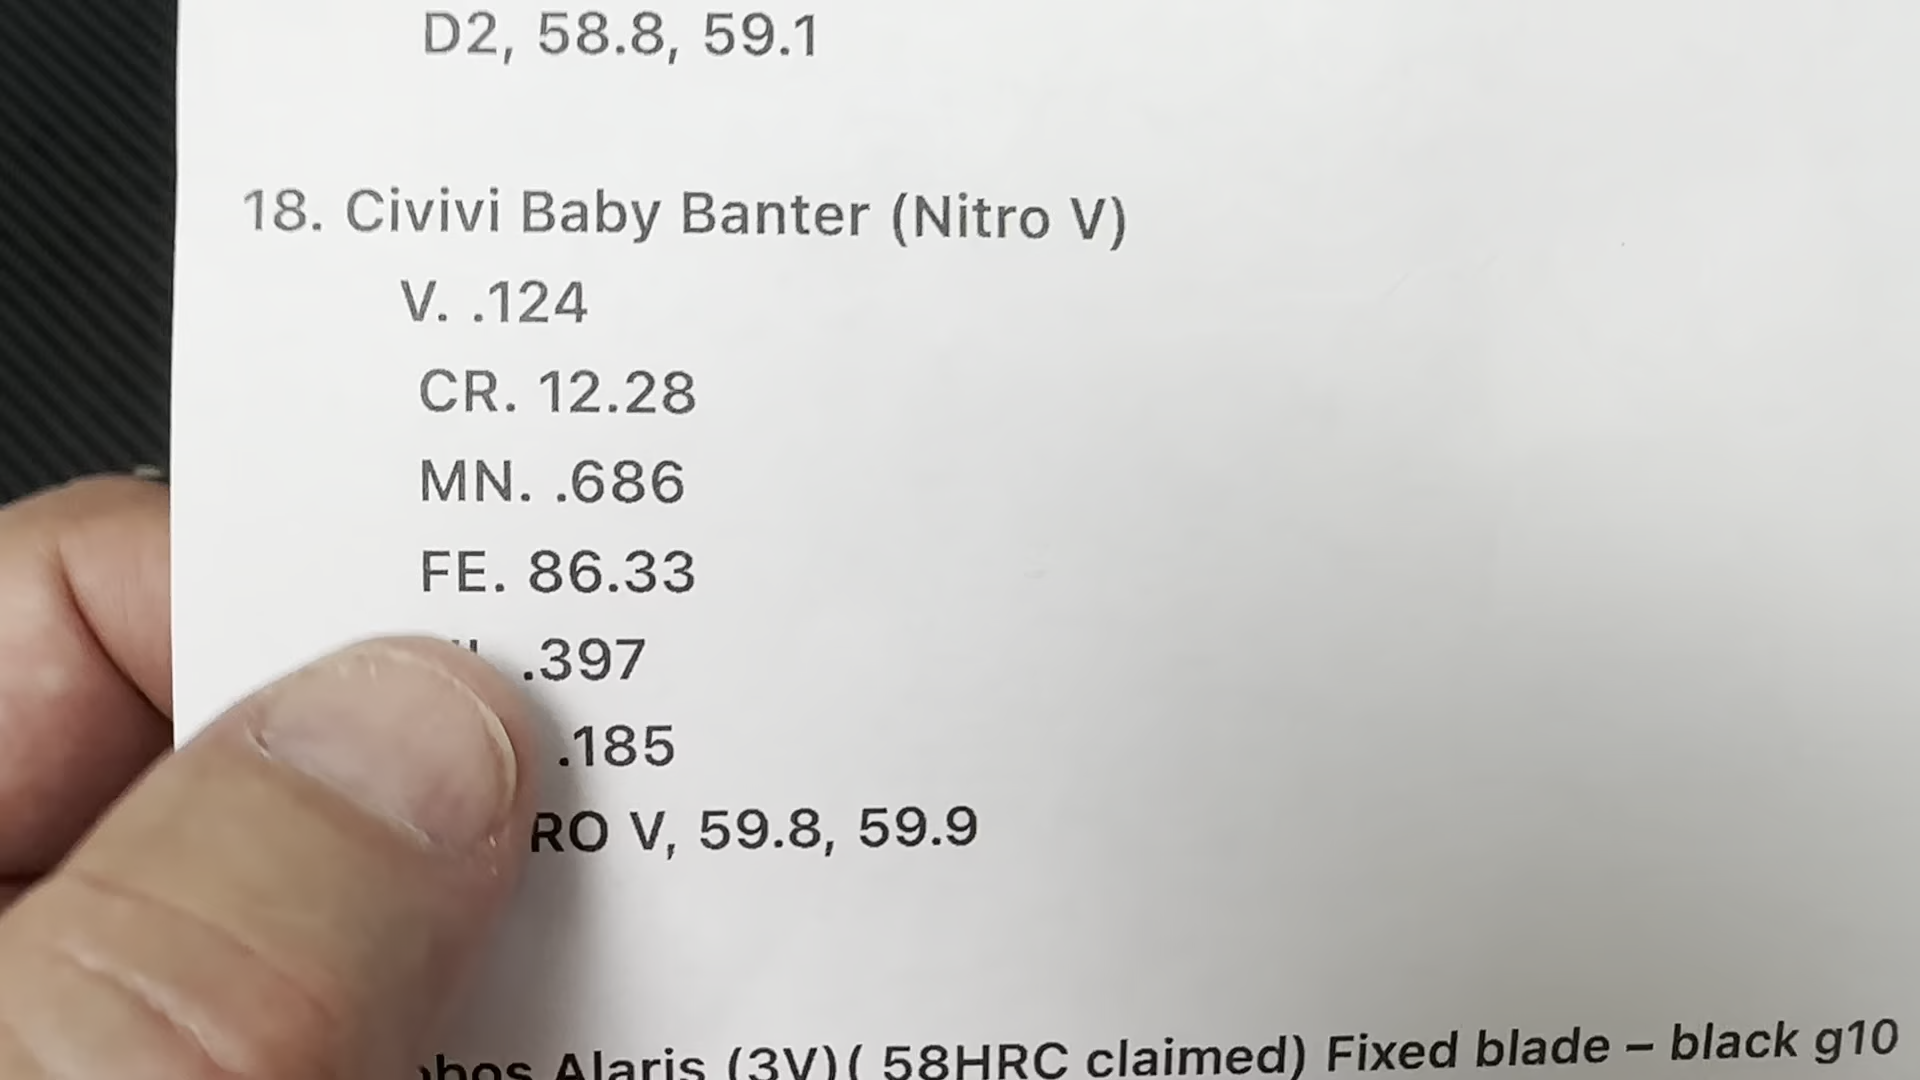 D2, 58.8, 59.1
18. Civivi Baby Banter (Nitro V)
V. .124
CR. 12.28
MN. .686
FE. 86.33
.397
.185
RO V, 59.8, 59.9
Alaris (3V)( 58HRC claimed) Fixed blade – black g10